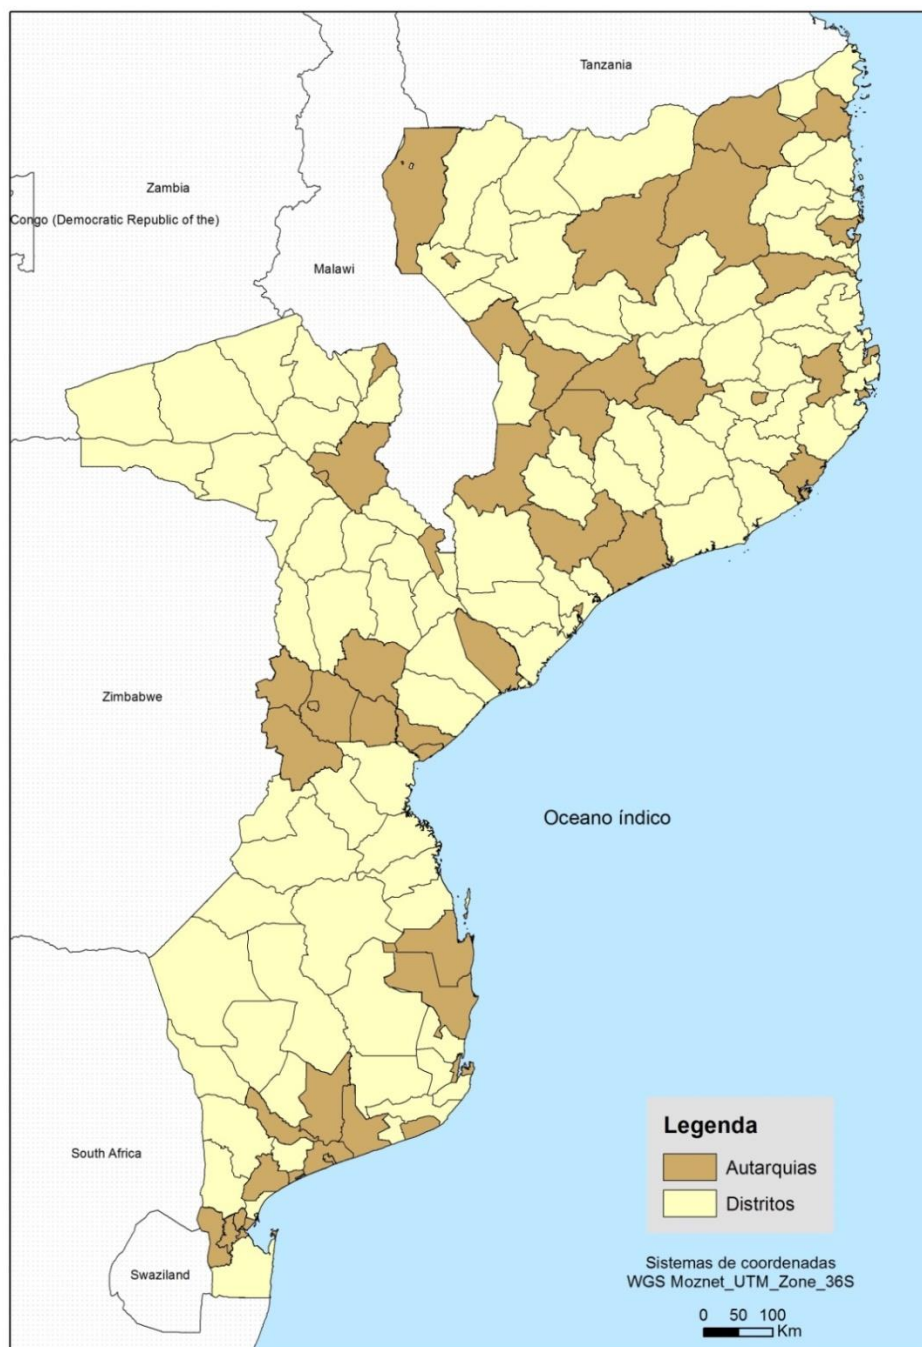 Tanzania
Zambia
Congo (Democratic Republic of the)
Malawi
Zimbabwe
Oceano índico
South Africa
Swaziland
Legenda
Autarquias
Distritos
Sistemas de coordenadas
WGS Moznet_UTM_Zone_36S
0 50 100
Km